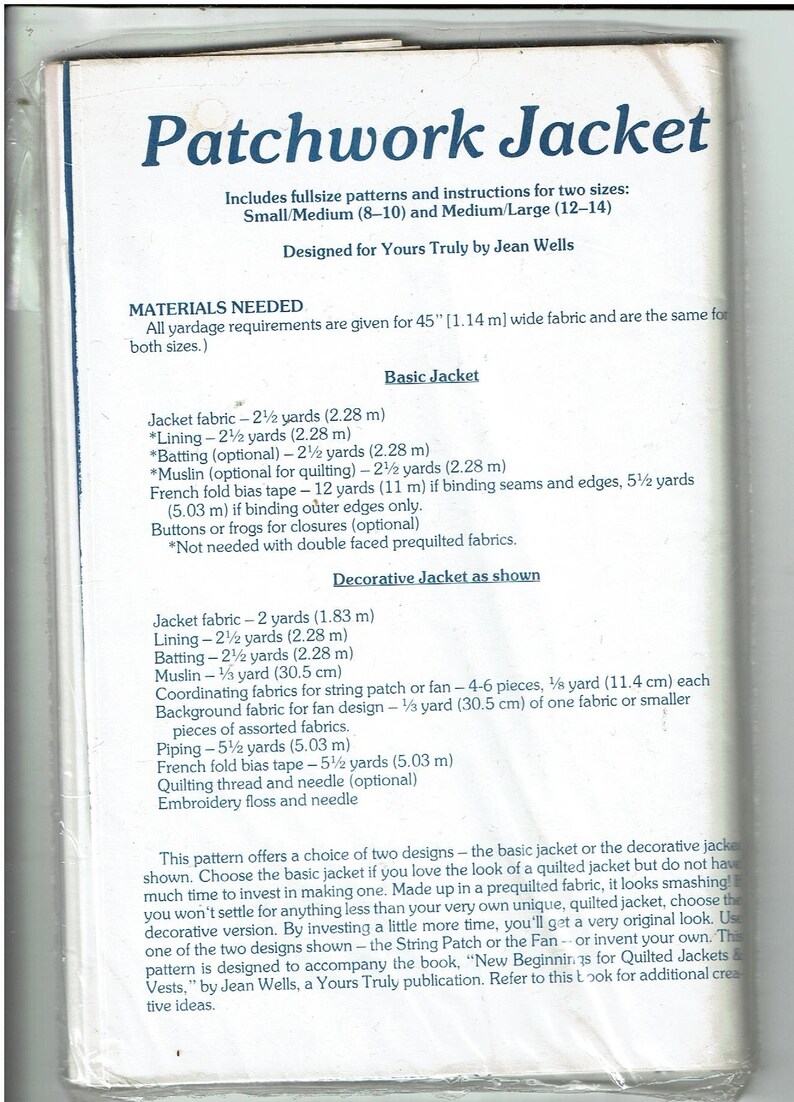 Patchwork Jacket
Includes fullsize patterns and instructions for two sizes:
Small/Medium (8–10) and Medium/Large (12–14)
Designed for Yours Truly by Jean Wells
MATERIALS NEEDED
All yardage requirements are given for 45” [1.14 m] wide fabric and are the same for
both sizes.)
Basic Jacket
Jacket fabric – 2½ yards (2.28 m)
*Lining – 2½ yards (2.28 m)
*Batting (optional) – 2½ yards (2.28 m)
*Muslin (optional for quilting) – 2½ yards (2.28 m)
French fold bias tape – 12 yards (11 m) if binding seams and edges, 5½ yards
(5.03 m) if binding outer edges only.
Buttons or frogs for closures (optional)
*Not needed with double faced prequilted fabrics.
Decorative Jacket as shown
Jacket fabric – 2 yards (1.83 m)
Lining – 2½ yards (2.28 m)
Batting – 2½ yards (2.28 m)
Muslin – ⅓ yard (30.5 cm)
Coordinating fabrics for string patch or fan – 4-6 pieces, ⅛ yard (11.4 cm) each
Background fabric for fan design – ⅓ yard (30.5 cm) of one fabric or smaller
pieces of assorted fabrics.
Piping – 5½ yards (5.03 m)
French fold bias tape – 5½ yards (5.03 m)
Quilting thread and needle (optional)
Embroidery floss and needle
This pattern offers a choice of two designs – the basic jacket or the decorative jacket
shown. Choose the basic jacket if you love the look of a quilted jacket but do not have
much time to invest in making one. Made up in a prequilted fabric, it looks smashing! If
you won't settle for anything less than your very own unique, quilted jacket, choose the
decorative version. By investing a little more time, you'll get a very original look. Use
one of the two designs shown – the String Patch or the Fan – or invent your own. This
pattern is designed to accompany the book, “New Beginnings for Quilted Jackets &
Vests,” by Jean Wells, a Yours Truly publication. Refer to this book for additional crea-
tive ideas.